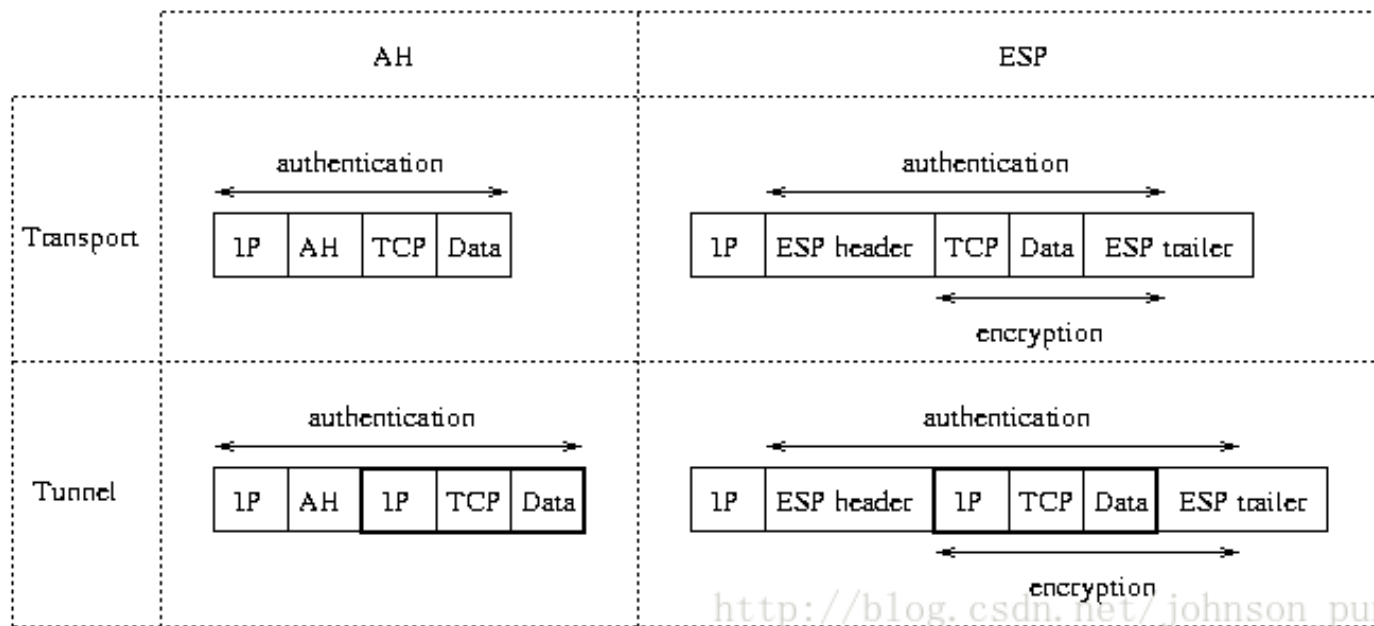 AH
ESP
Transport
authentication
IP AH TCP Data
authentication
IP ESP header TCP Data ESP trailer
encryption
Tunnel
authentication
IP AH IP TCP Data
authentication
IP ESP header IP TCP Data ESP trailer
encryption
http://blog.csdn.net/johnson_pu